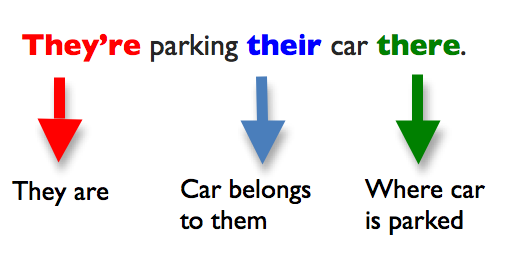 They’re parking their car there.
They are
Car belongs
to them
Where car
is parked